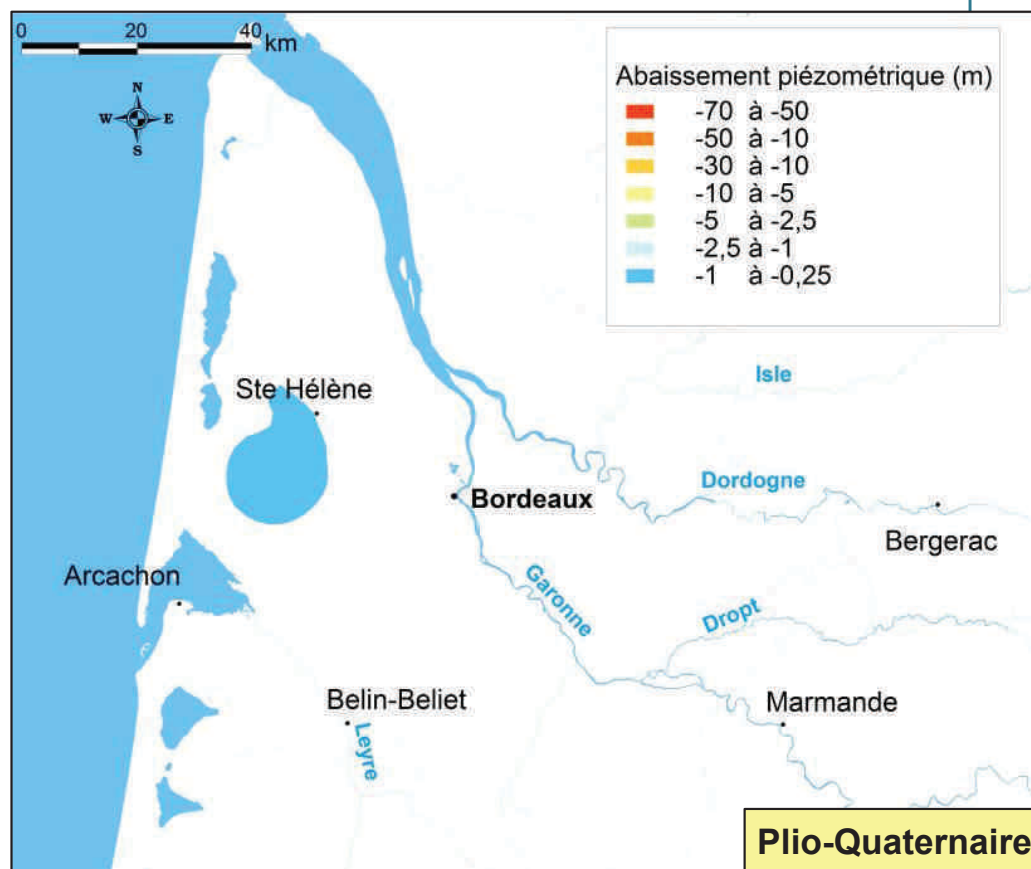 0 20 40
km
N
W E
S
Abaissement piézométrique (m)
-70 à -50
-50 à -10
-30 à -10
-10 à -5
-5 à -2,5
-2,5 à -1
-1 à -0,25
Isle
Ste Hélène
Dordogne
Bordeaux
Bergerac
Arcachon
Garonne
Dropt
Belin-Beliet
Marmande
Leyre
Plio-Quaternaire